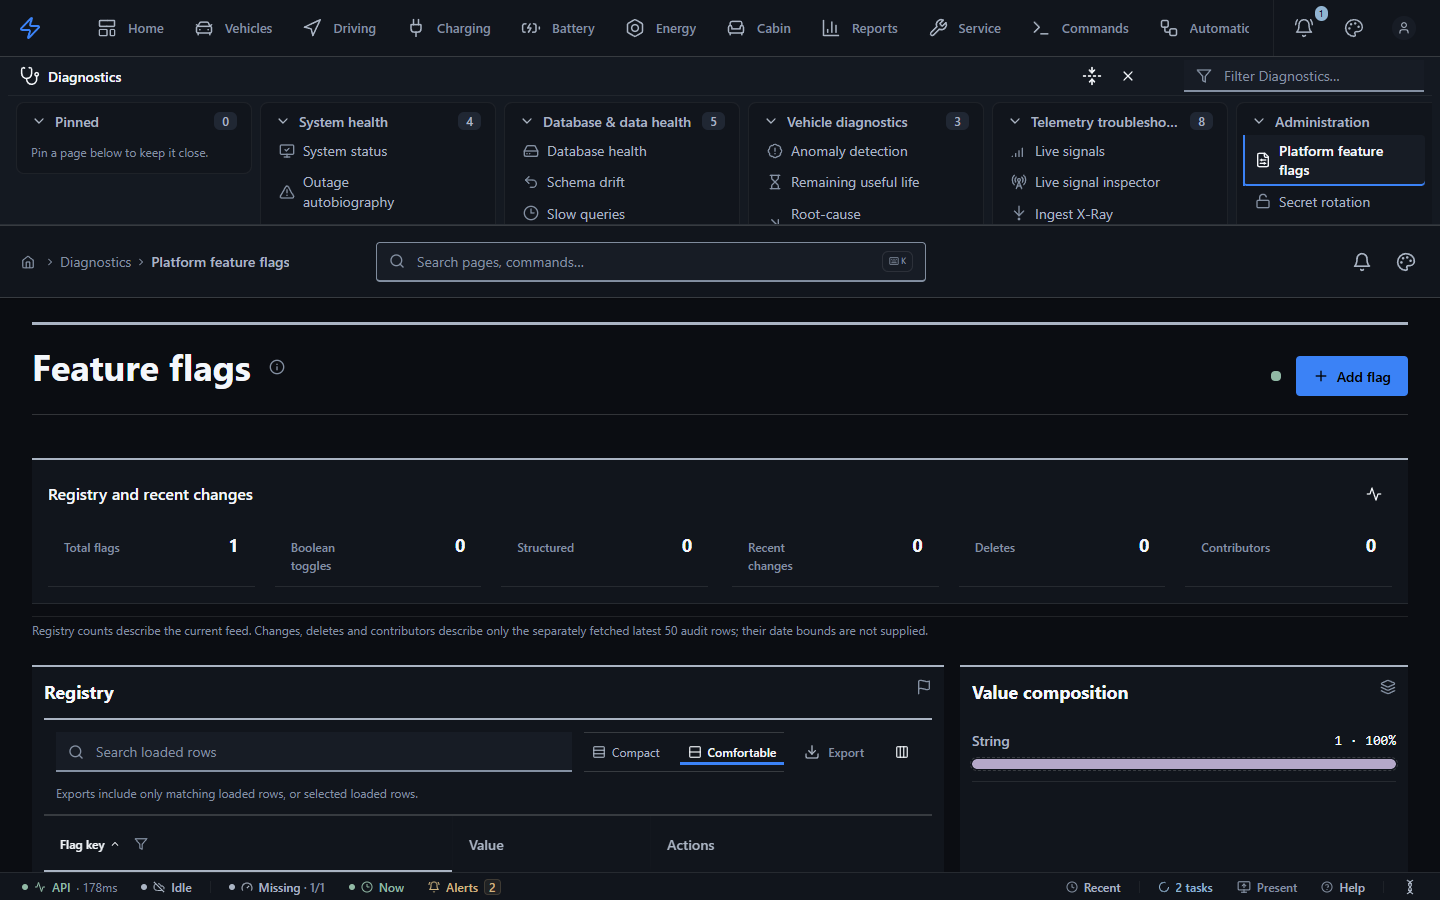 Home Vehicles Driving Charging Battery Energy Cabin Reports Service Commands Automatic 1
Diagnostics Filter Diagnostics...
Pinned 0 System health 4 Database & data health 5 Vehicle diagnostics 3 Telemetry troublesho... 8 Administration
Pin a page below to keep it close. System status Database health Anomaly detection Live signals Platform feature flags
Outage autobiography Schema drift Remaining useful life Live signal inspector Secret rotation
Slow queries Root-cause Ingest X-Ray
Diagnostics Platform feature flags Search pages, commands... K
Feature flags Add flag
Registry and recent changes
Total flags 1 Boolean toggles 0 Structured 0 Recent changes 0 Deletes 0 Contributors 0
Registry counts describe the current feed. Changes, deletes and contributors describe only the separately fetched latest 50 audit rows; their date bounds are not supplied.
Registry Value composition
Search loaded rows Compact Comfortable Export String 1 · 100%
Exports include only matching loaded rows, or selected loaded rows.
Flag key Value Actions
API · 178ms Idle Missing · 1/1 Now Alerts 2 Recent 2 tasks Present Help